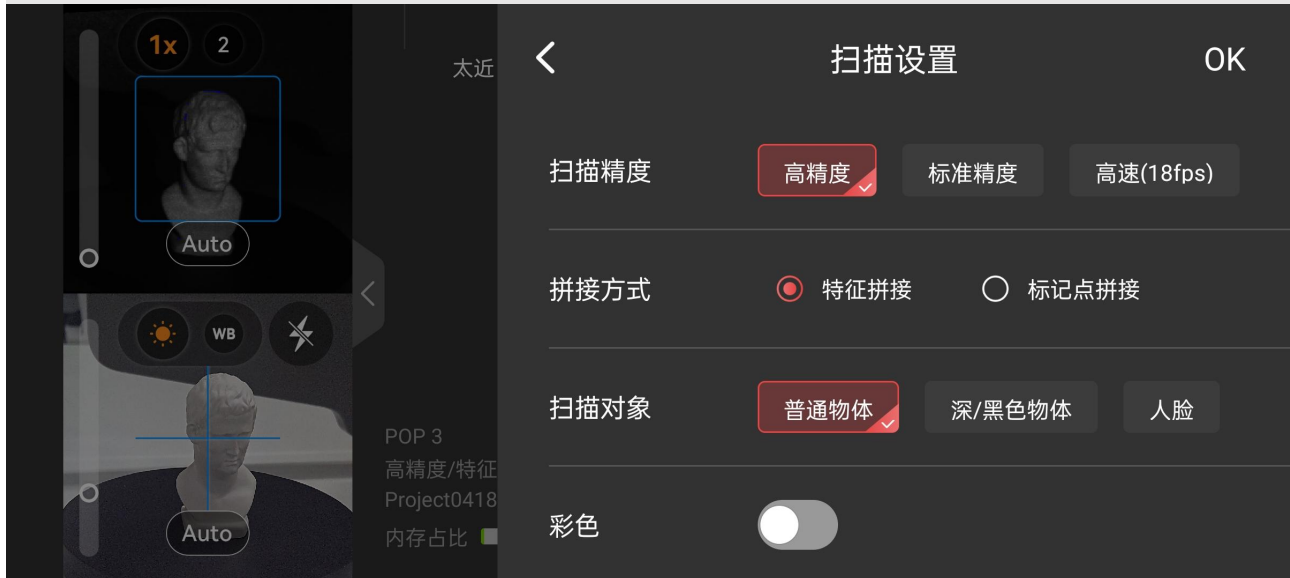 1x 2
太近
Auto
WB
Auto
POP 3
高精度/特征
Project0418
内存占比
扫描设置 OK
扫描精度 高精度 标准精度 高速(18fps)
拼接方式 特征拼接 标记点拼接
扫描对象 普通物体 深/黑色物体 人脸
彩色